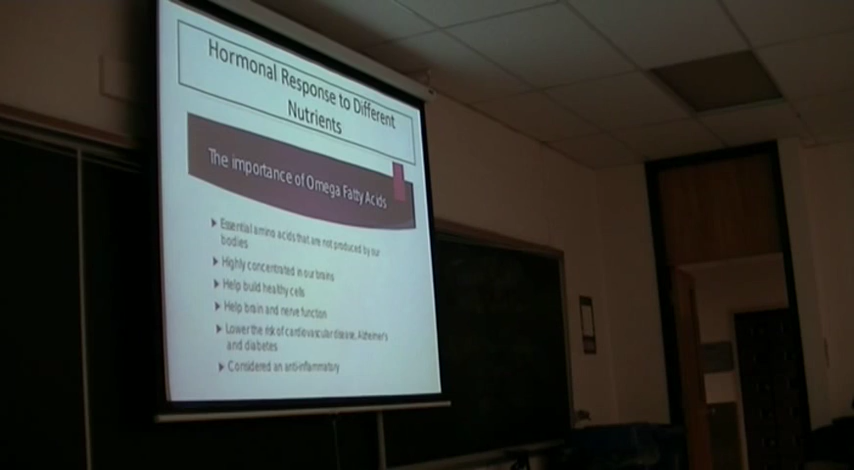 Hormonal Response to Different
Nutrients
The importance of Omega Fatty Acids
Essential amino acids that are not produced by our
bodies
Highly concentrated in our brains
Help build healthy cells
Help brain and nerve function
Lower the risk of cardiovascular disease, Alzheimer's
and diabetes
Considered an anti-inflammatory